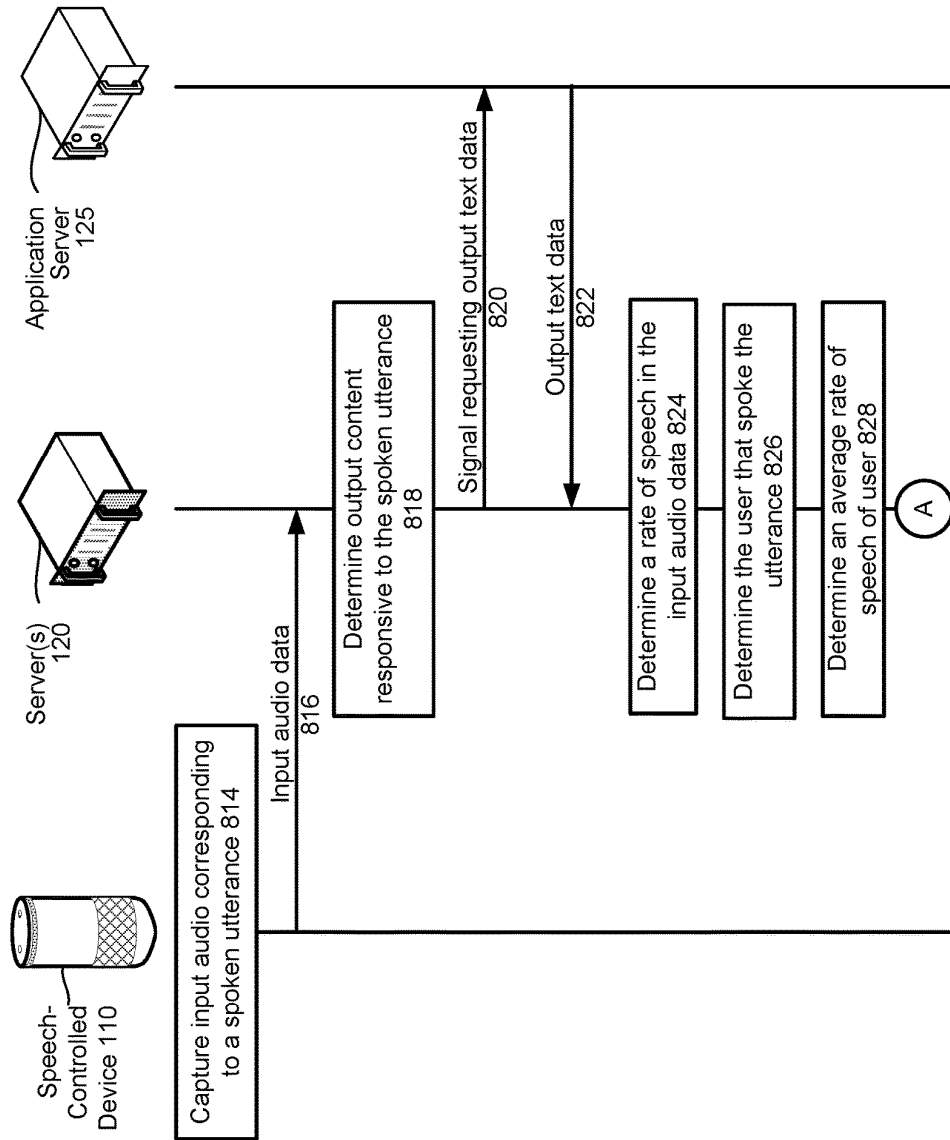 Speech-
Controlled
Device 110
Server(s)
120
Application
Server
125
Capture input audio corresponding
to a spoken utterance 814
Input audio data
816
Determine output content
responsive to the spoken utterance
818
Signal requesting output text data
820
Output text data
822
Determine a rate of speech in the
input audio data 824
Determine the user that spoke the
utterance 826
Determine an average rate of
speech of user 828
A